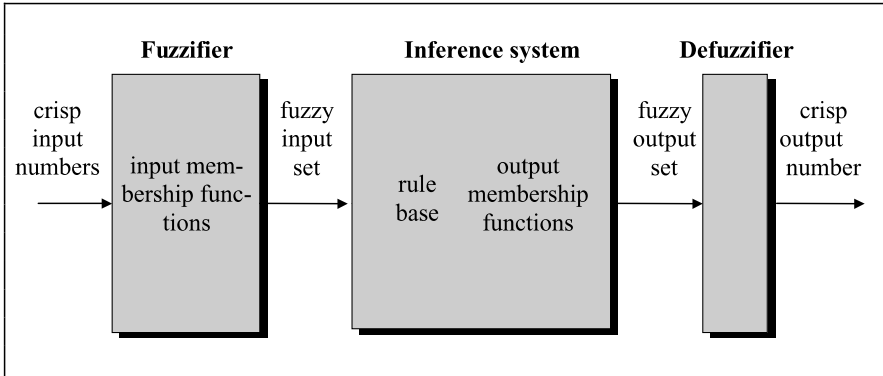 Fuzzifier
Inference system
Defuzzifier
crisp
input
numbers
input mem-
bership func-
tions
fuzzy
input
set
rule
base
output
membership
functions
fuzzy
output
set
crisp
output
number